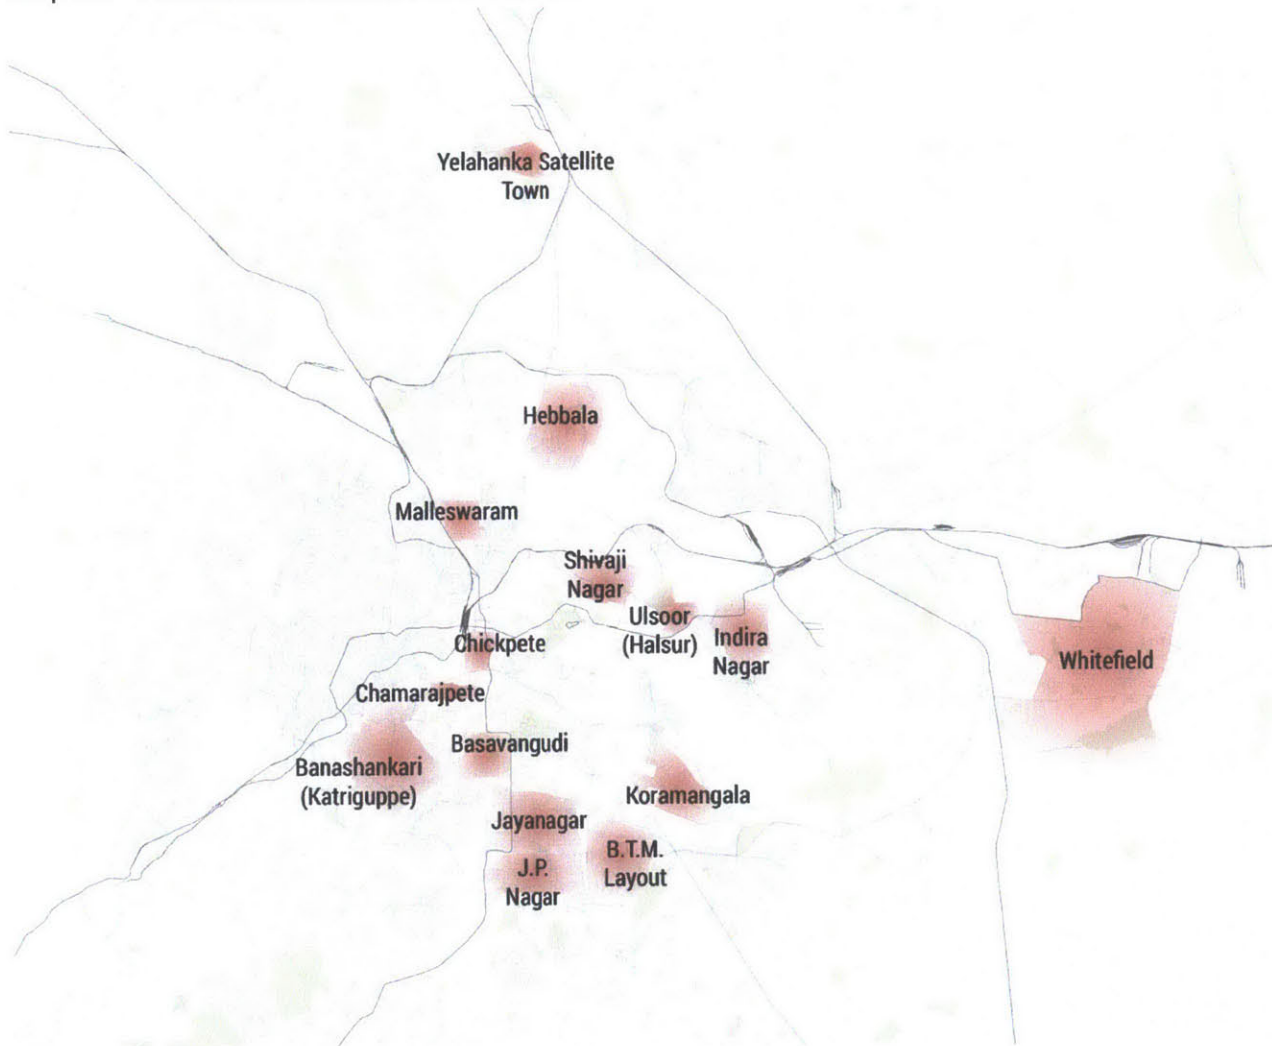 Yelahanka Satellite
Town
Hebbala
Malleswaram
Shivaji
Nagar
Ulsoor
(Halsur)
Indira
Nagar
Chickpete
Whitefield
Chamarajpete
Basavangudi
Banashankari
(Katriguppe)
Koramangala
Jayanagar
B.T.M.
Layout
J.P.
Nagar